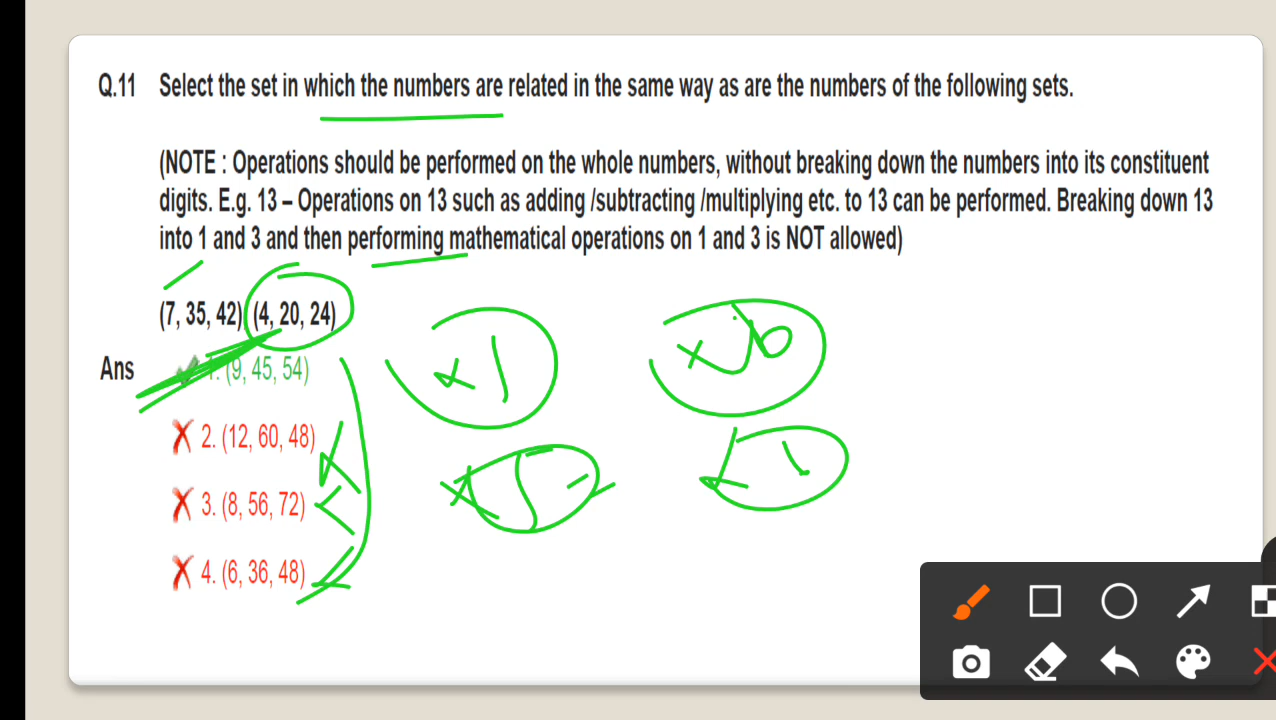 Q.11 Select the set in which the numbers are related in the same way as are the numbers of the following sets.
(NOTE : Operations should be performed on the whole numbers, without breaking down the numbers into its constituent
digits. E.g. 13 – Operations on 13 such as adding /subtracting /multiplying etc. to 13 can be performed. Breaking down 13
into 1 and 3 and then performing mathematical operations on 1 and 3 is NOT allowed)
(7, 35, 42) (4, 20, 24)
Ans 1. (9, 45, 54)
2. (12, 60, 48)
3. (8, 56, 72)
4. (6, 36, 48)